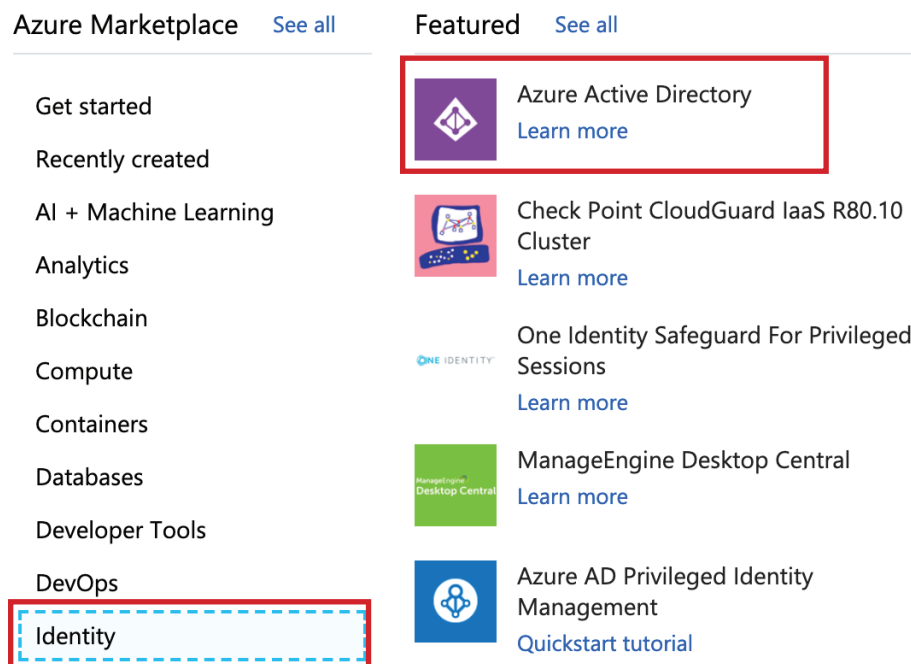 Azure Marketplace See all
Get started
Recently created
AI + Machine Learning
Analytics
Blockchain
Compute
Containers
Databases
Developer Tools
DevOps
Identity
Featured See all
Azure Active Directory
Learn more
Check Point CloudGuard IaaS R80.10
Cluster
Learn more
ONE IDENTITY
One Identity Safeguard For Privileged
Sessions
Learn more
ManageEngine
Desktop Central
ManageEngine Desktop Central
Learn more
Azure AD Privileged Identity
Management
Quickstart tutorial